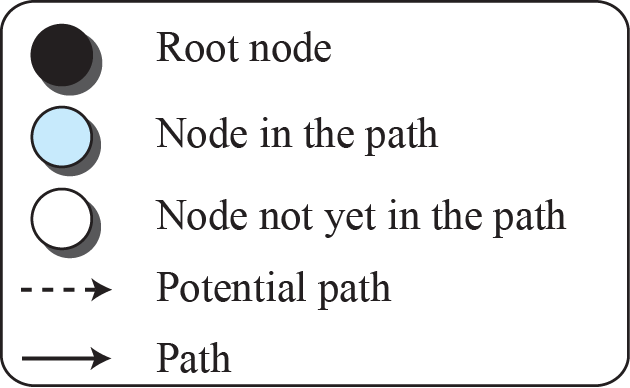 Root node
Node in the path
Node not yet in the path
Potential path
Path